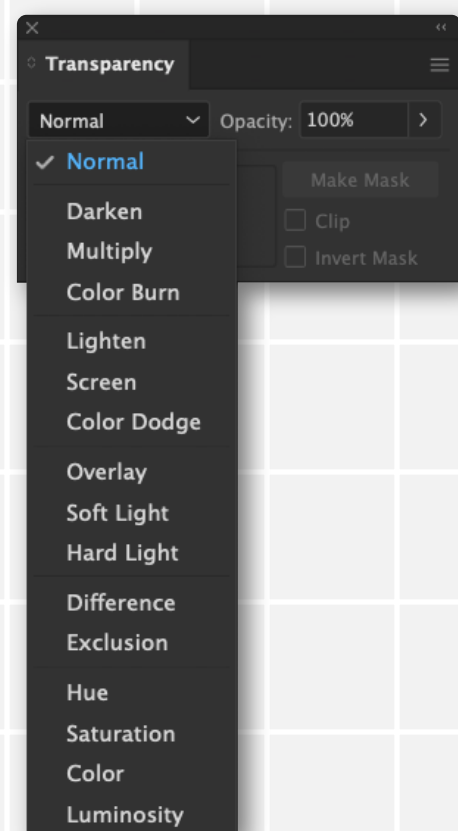 Transparency
Normal Opacity: 100%
Normal
Make Mask
Darken
Clip
Multiply
Invert Mask
Color Burn
Lighten
Screen
Color Dodge
Overlay
Soft Light
Hard Light
Difference
Exclusion
Hue
Saturation
Color
Luminosity